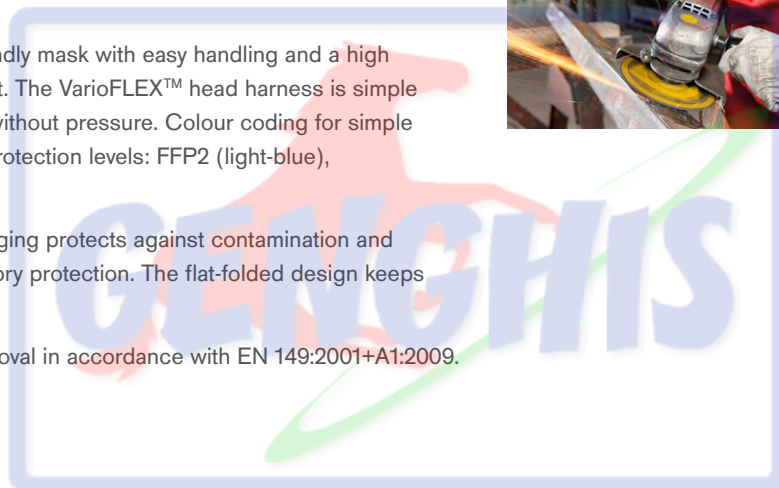 dly mask with easy handling and a high
. The VarioFLEX™ head harness is simple
without pressure. Colour coding for simple
rotection levels: FFP2 (light-blue),
ging protects against contamination and
ory protection. The flat-folded design keeps
oval in accordance with EN 149:2001+A1:2009.
GENGHIS